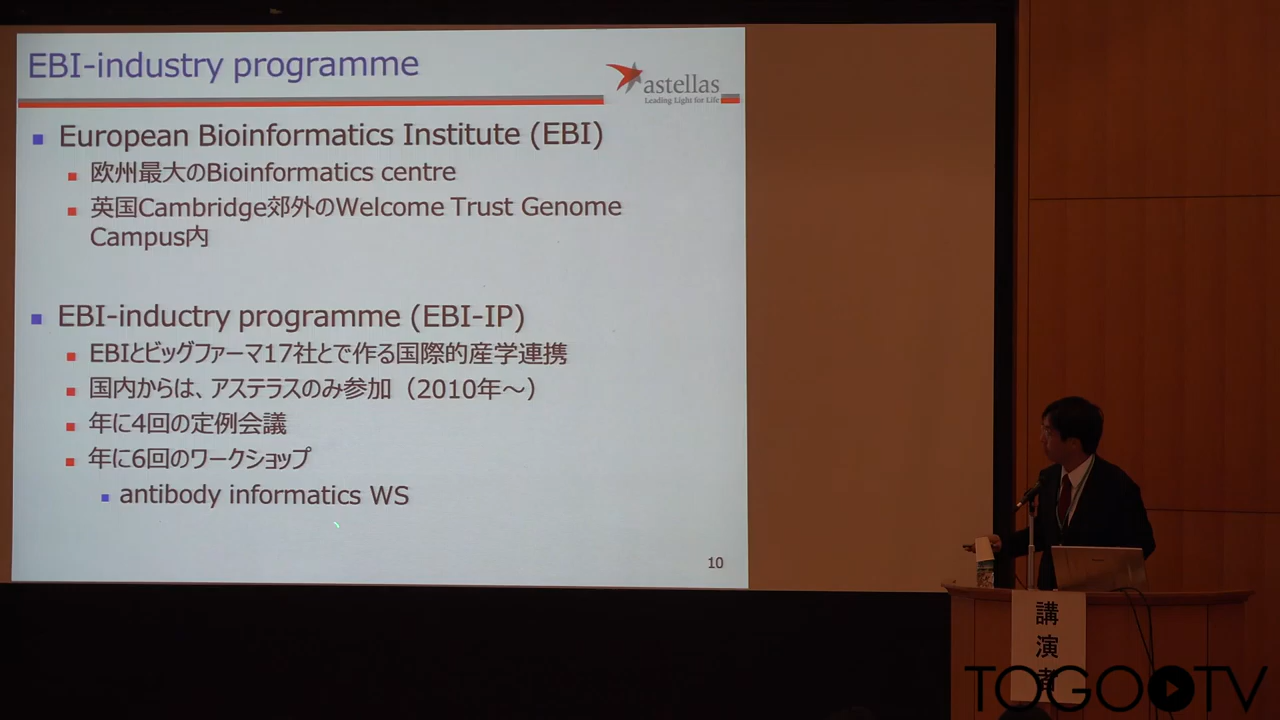 EBI-industry programme
astellas
Leading Light for Life
European Bioinformatics Institute (EBI)
欧州最大のBioinformatics centre
英国Cambridge郊外のWelcome Trust Genome
Campus内
EBI-inductry programme (EBI-IP)
EBIとビッグファーマ17社とで作る国際的産学連携
国内からは、アステラスのみ参加（2010年～）
年に4回の定例会議
年に6回のワークショップ
antibody informatics WS
10
講演者
TOGOTV